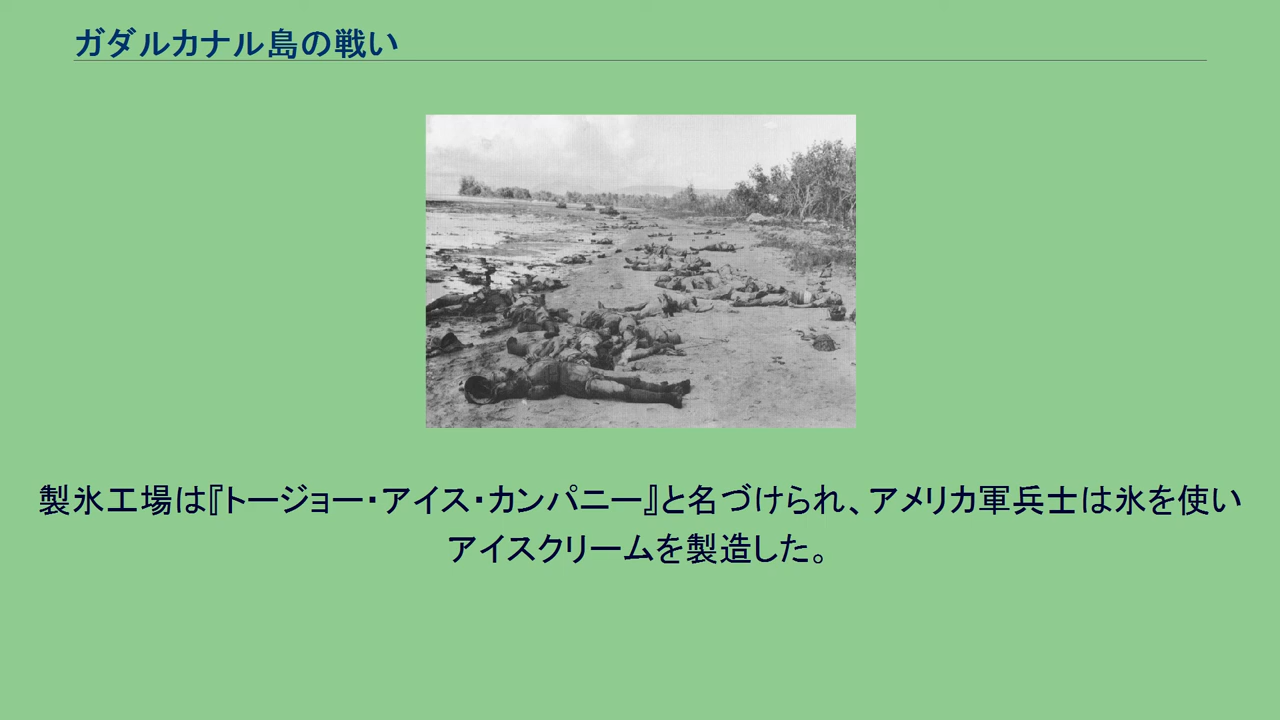 ガダルカナル島の戦い
製氷工場は『トージョー・アイス・カンパニー』と名づけられ、アメリカ軍兵士は氷を使い
アイスクリームを製造した。